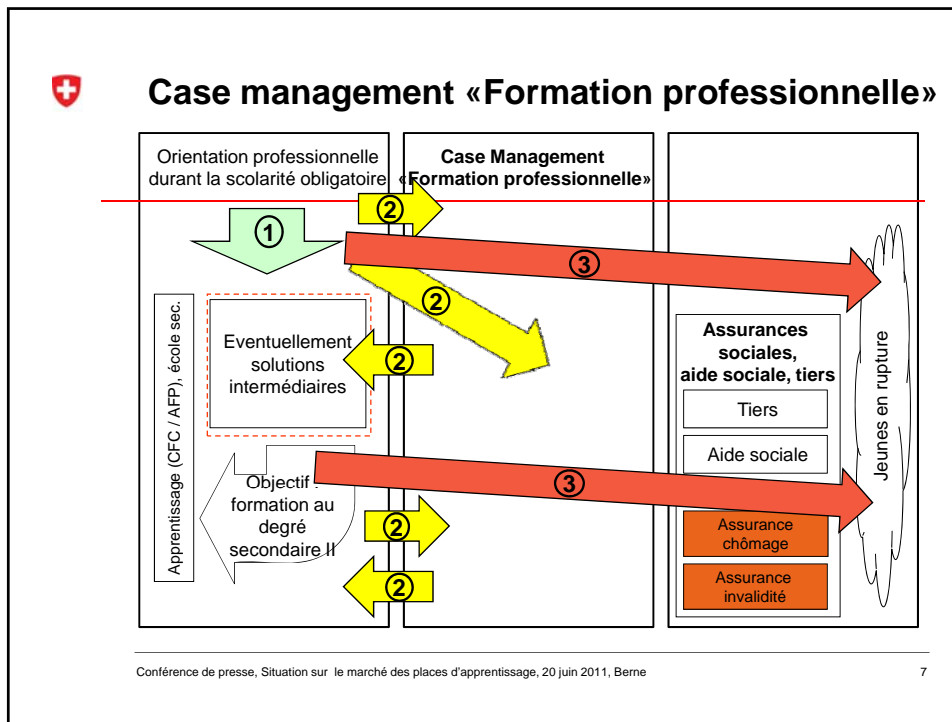 Case management «Formation professionnelle»
Orientation professionnelle
durant la scolarité obligatoire
Case Management
«Formation professionnelle»
1
2
3
2
Eventuellement
solutions
intermédiaires
2
Apprentissage (CFC / AFP), école sec.
Objectif :
formation au
degré
secondaire II
3
2
2
Assurances
sociales,
aide sociale, tiers
Tiers
Aide sociale
Assurance
chômage
Assurance
invalidité
Jeunes en rupture
Conférence de presse, Situation sur le marché des places d'apprentissage, 20 juin 2011, Berne
7